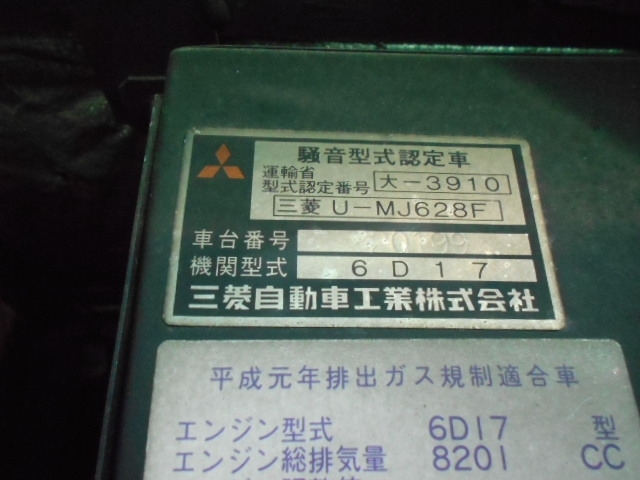 騒音型式認定車
運輸省
型式認定番号 大-3910
三菱 U-MJ628F
車台番号
機関型式 6D17
三菱自動車工業株式会社
平成元年排出ガス規制適合車
エンジン型式 6D17 型
エンジン総排気量 8201 CC